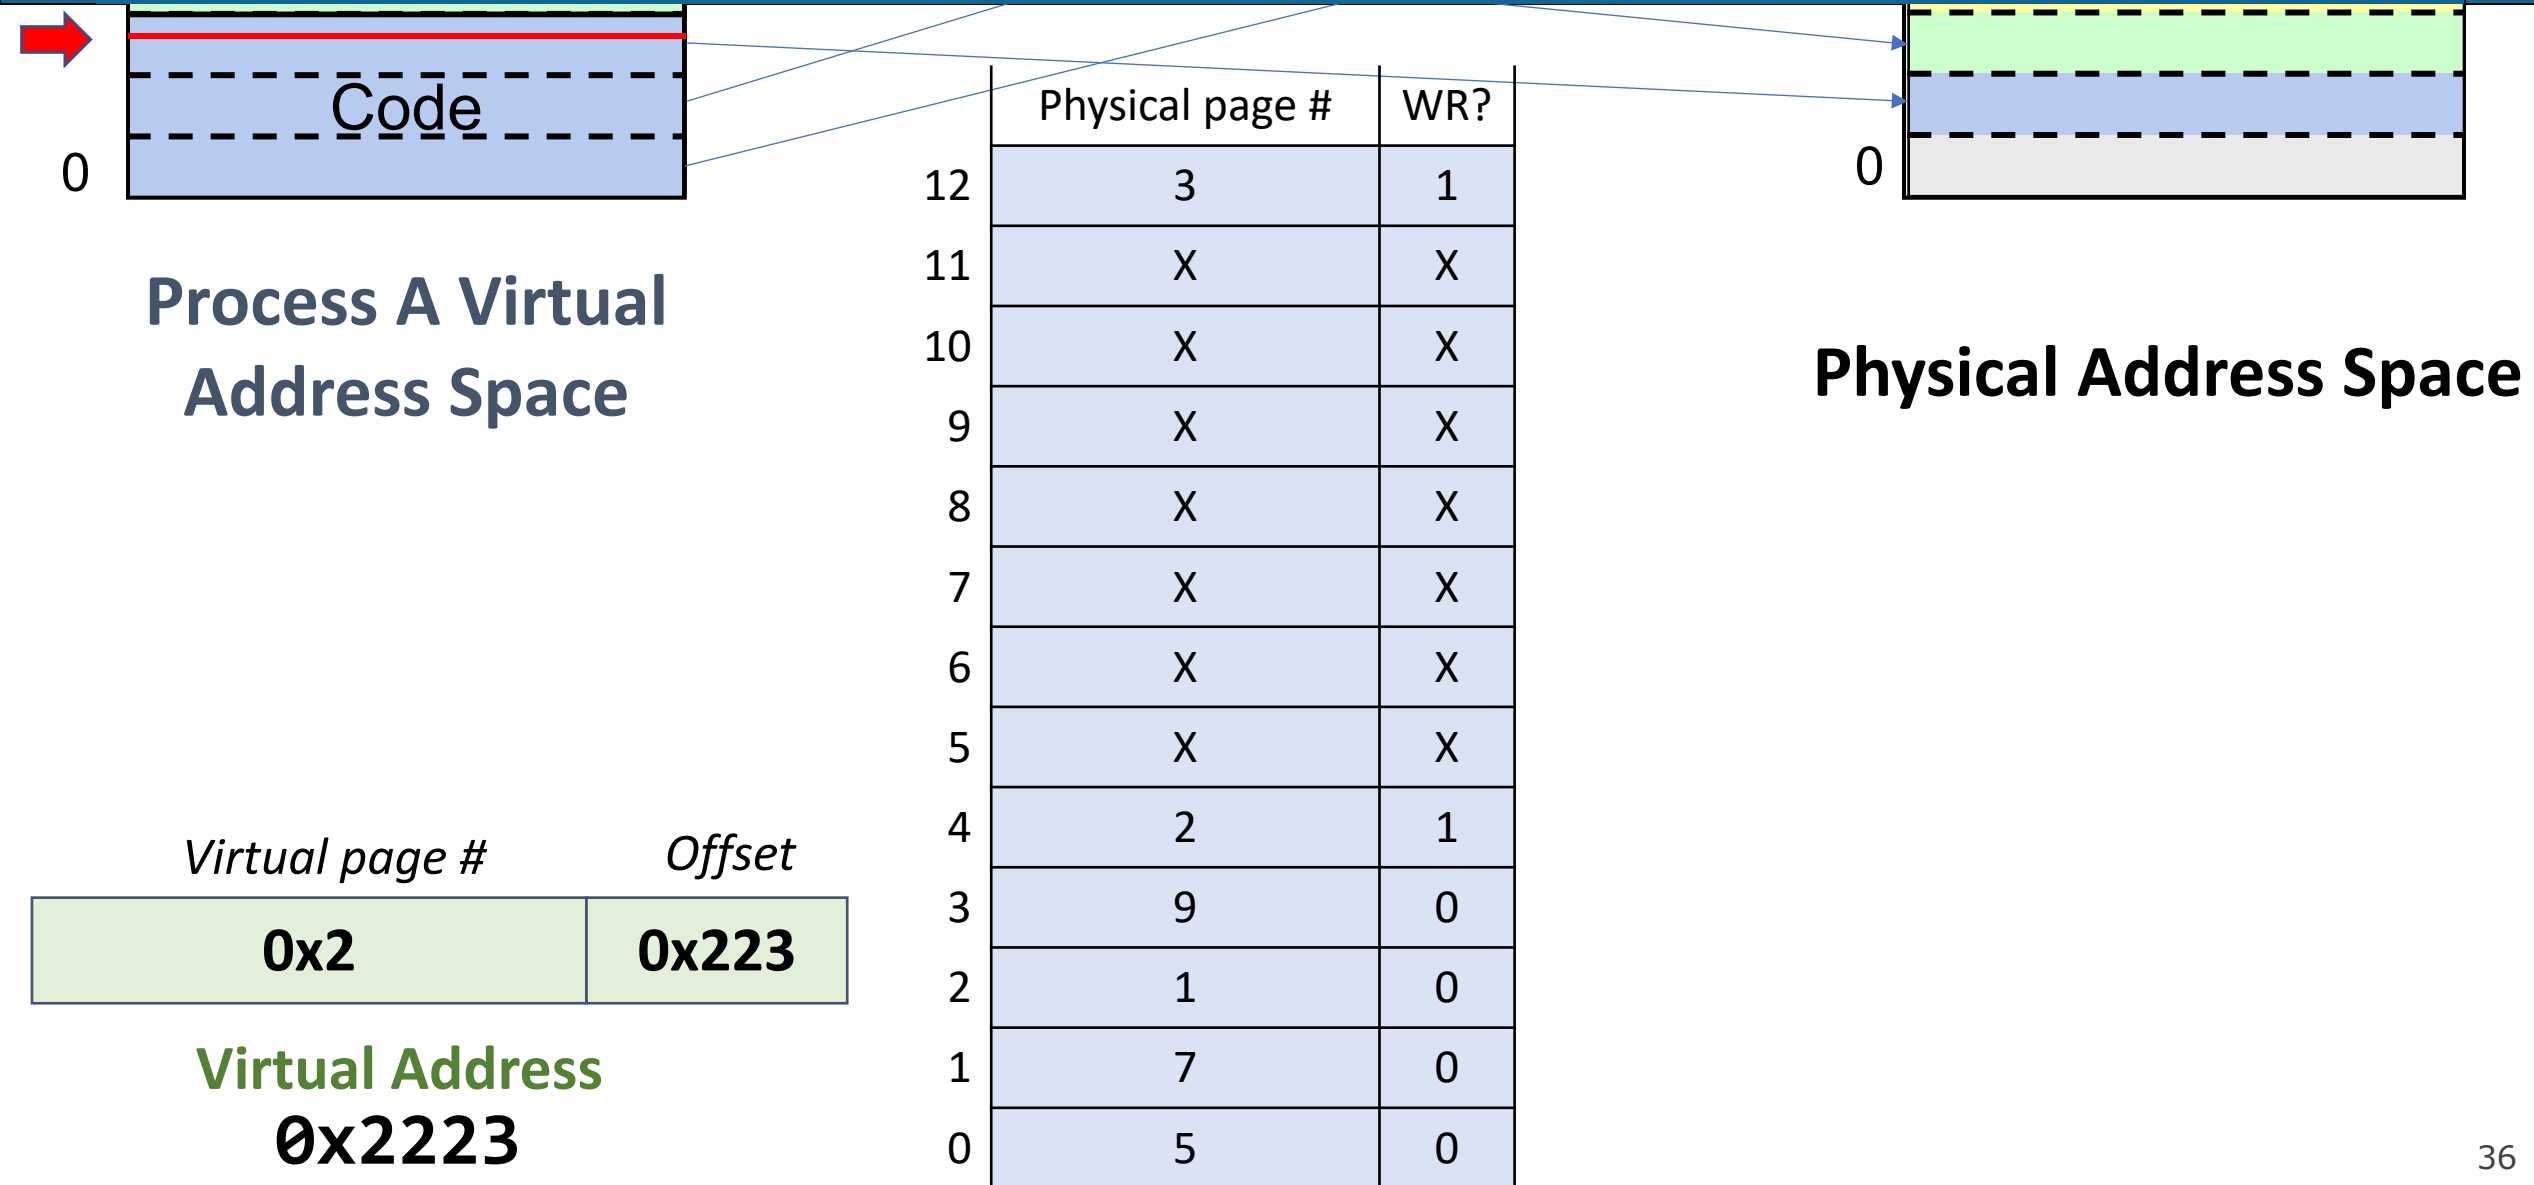 Code
0
Process A Virtual
Address Space
Physical page # WR?
12 3 1
11 X X
10 X X
9 X X
8 X X
7 X X
6 X X
5 X X
4 2 1
3 9 0
2 1 0
1 7 0
0 5 0
0
Physical Address Space
Virtual page # Offset
0x2 0x223
Virtual Address
0x2223
36